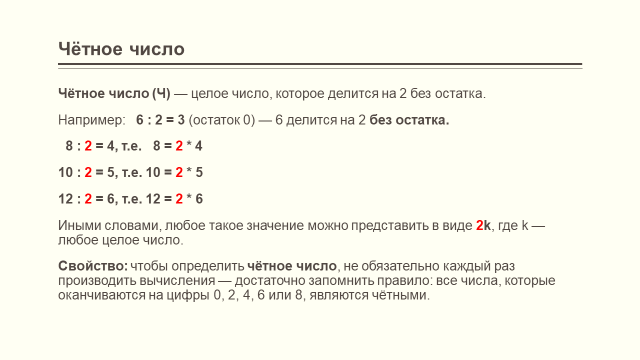 Чётное число
Чётное число (Ч) — целое число, которое делится на 2 без остатка.
Например: 6 : 2 = 3 (остаток 0) — 6 делится на 2 без остатка.
8 : 2 = 4, т.е. 8 = 2 * 4
10 : 2 = 5, т.е. 10 = 2 * 5
12 : 2 = 6, т.е. 12 = 2 * 6
Иными словами, любое такое значение можно представить в виде 2k, где k —
любое целое число.
Свойство: чтобы определить чётное число, не обязательно каждый раз
производить вычисления — достаточно запомнить правило: все числа, которые
оканчиваются на цифры 0, 2, 4, 6 или 8, являются чётными.